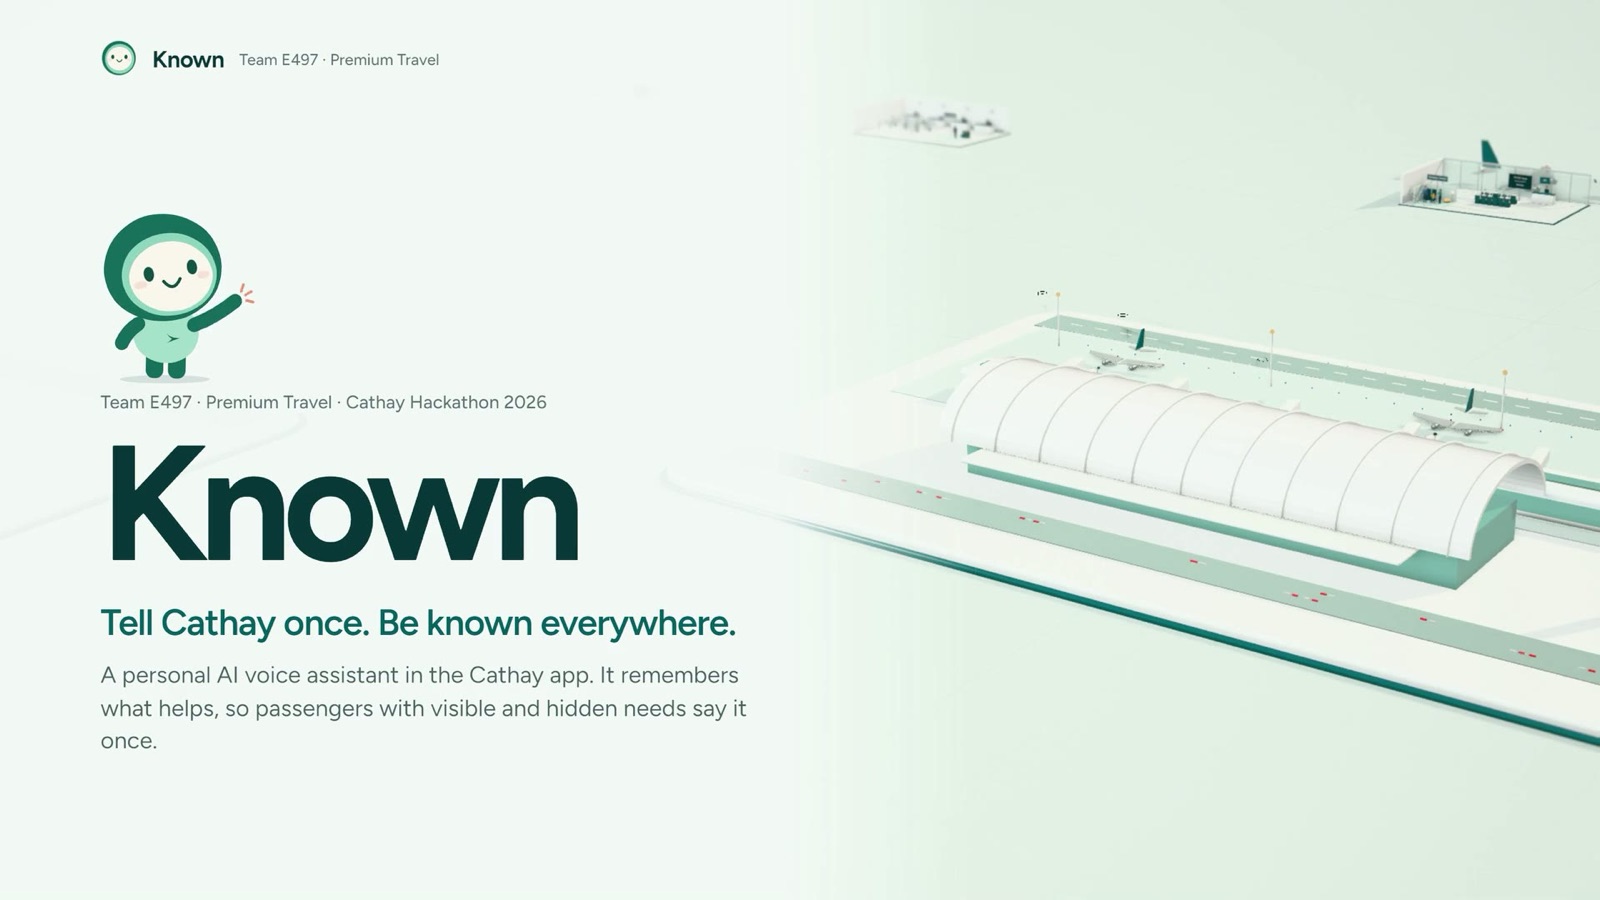 Known Team E497 · Premium Travel
Team E497 · Premium Travel · Cathay Hackathon 2026
Known
Tell Cathay once. Be known everywhere.
A personal AI voice assistant in the Cathay app. It remembers
what helps, so passengers with visible and hidden needs say it
once.